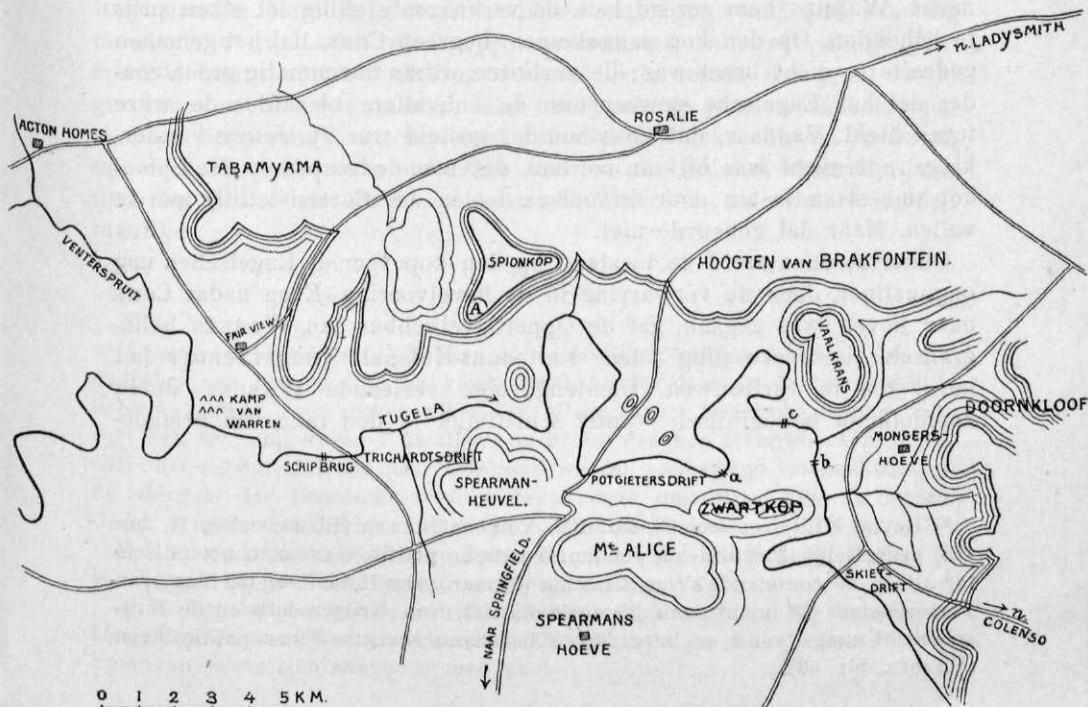 n. LADYSMITH
ACTON HOMES
ROSALIE
TABAMYAMA
VENTERSPRUIT
SPIONKOP
HOOGTEN VAN BRAKFONTEIN.
A
FAIR VIEW
VAALKRANS
KAMP
VAN
WARREN
TUGELA
DOORNKLOOF
c
MONGERS-
HOEVE
SCHIPBRUG
TRICHARDTSDRIFT
b
SPEARMAN-
HEUVEL.
POTGIETERSDRIFT
a
ZWARTKOP
Mt ALICE
NAAR SPRINGFIELD.
SKIET-
DRIFT
n.
COLENSO
SPEARMANS
HOEVE
0 1 2 3 4 5 KM.